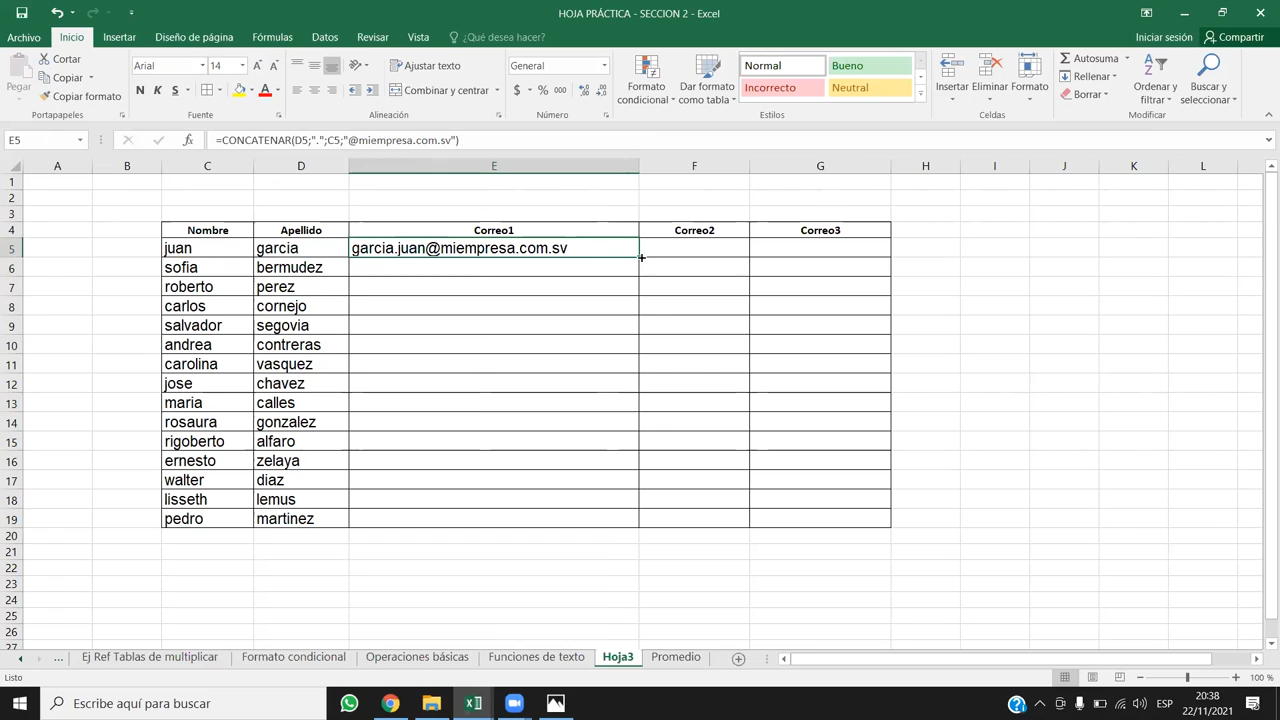 HOJA PRÁCTICA - SECCION 2 - Excel
Archivo Inicio Insertar Diseño de página Fórmulas Datos Revisar Vista ¿Qué desea hacer? Iniciar sesión Compartir
Pegar
Cortar
Copiar
Copiar formato
Portapapeles
Arial 14
N K S
Fuente
Ajustar texto
Combinar y centrar
Alineación
General
$ % 000
Número
Formato condicional
Dar formato como tabla
Normal Bueno
Incorrecto Neutral
Estilos
Insertar Eliminar Formato
Celdas
Autosuma
Rellenar
Borrar
Ordenar y filtrar
Buscar y seleccionar
Modificar
E5 fx =CONCATENAR(D5;".";C5;"@miempresa.com.sv")
A B C D E F G H I J K L
1
2
3
4 Nombre Apellido Correo1 Correo2 Correo3
5 juan garcia garcia.juan@miempresa.com.sv
6 sofia bermudez
7 roberto perez
8 carlos cornejo
9 salvador segovia
10 andrea contreras
11 carolina vasquez
12 jose chavez
13 maria calles
14 rosaura gonzalez
15 rigoberto alfaro
16 ernesto zelaya
17 walter diaz
18 lisseth lemus
19 pedro martinez
20
21
22
23
24
25
26
27
... Ej Ref Tablas de multiplicar Formato condicional Operaciones básicas Funciones de texto Hoja3 Promedio
Listo 100 %
Escribe aquí para buscar ESP 20:38
22/11/2021